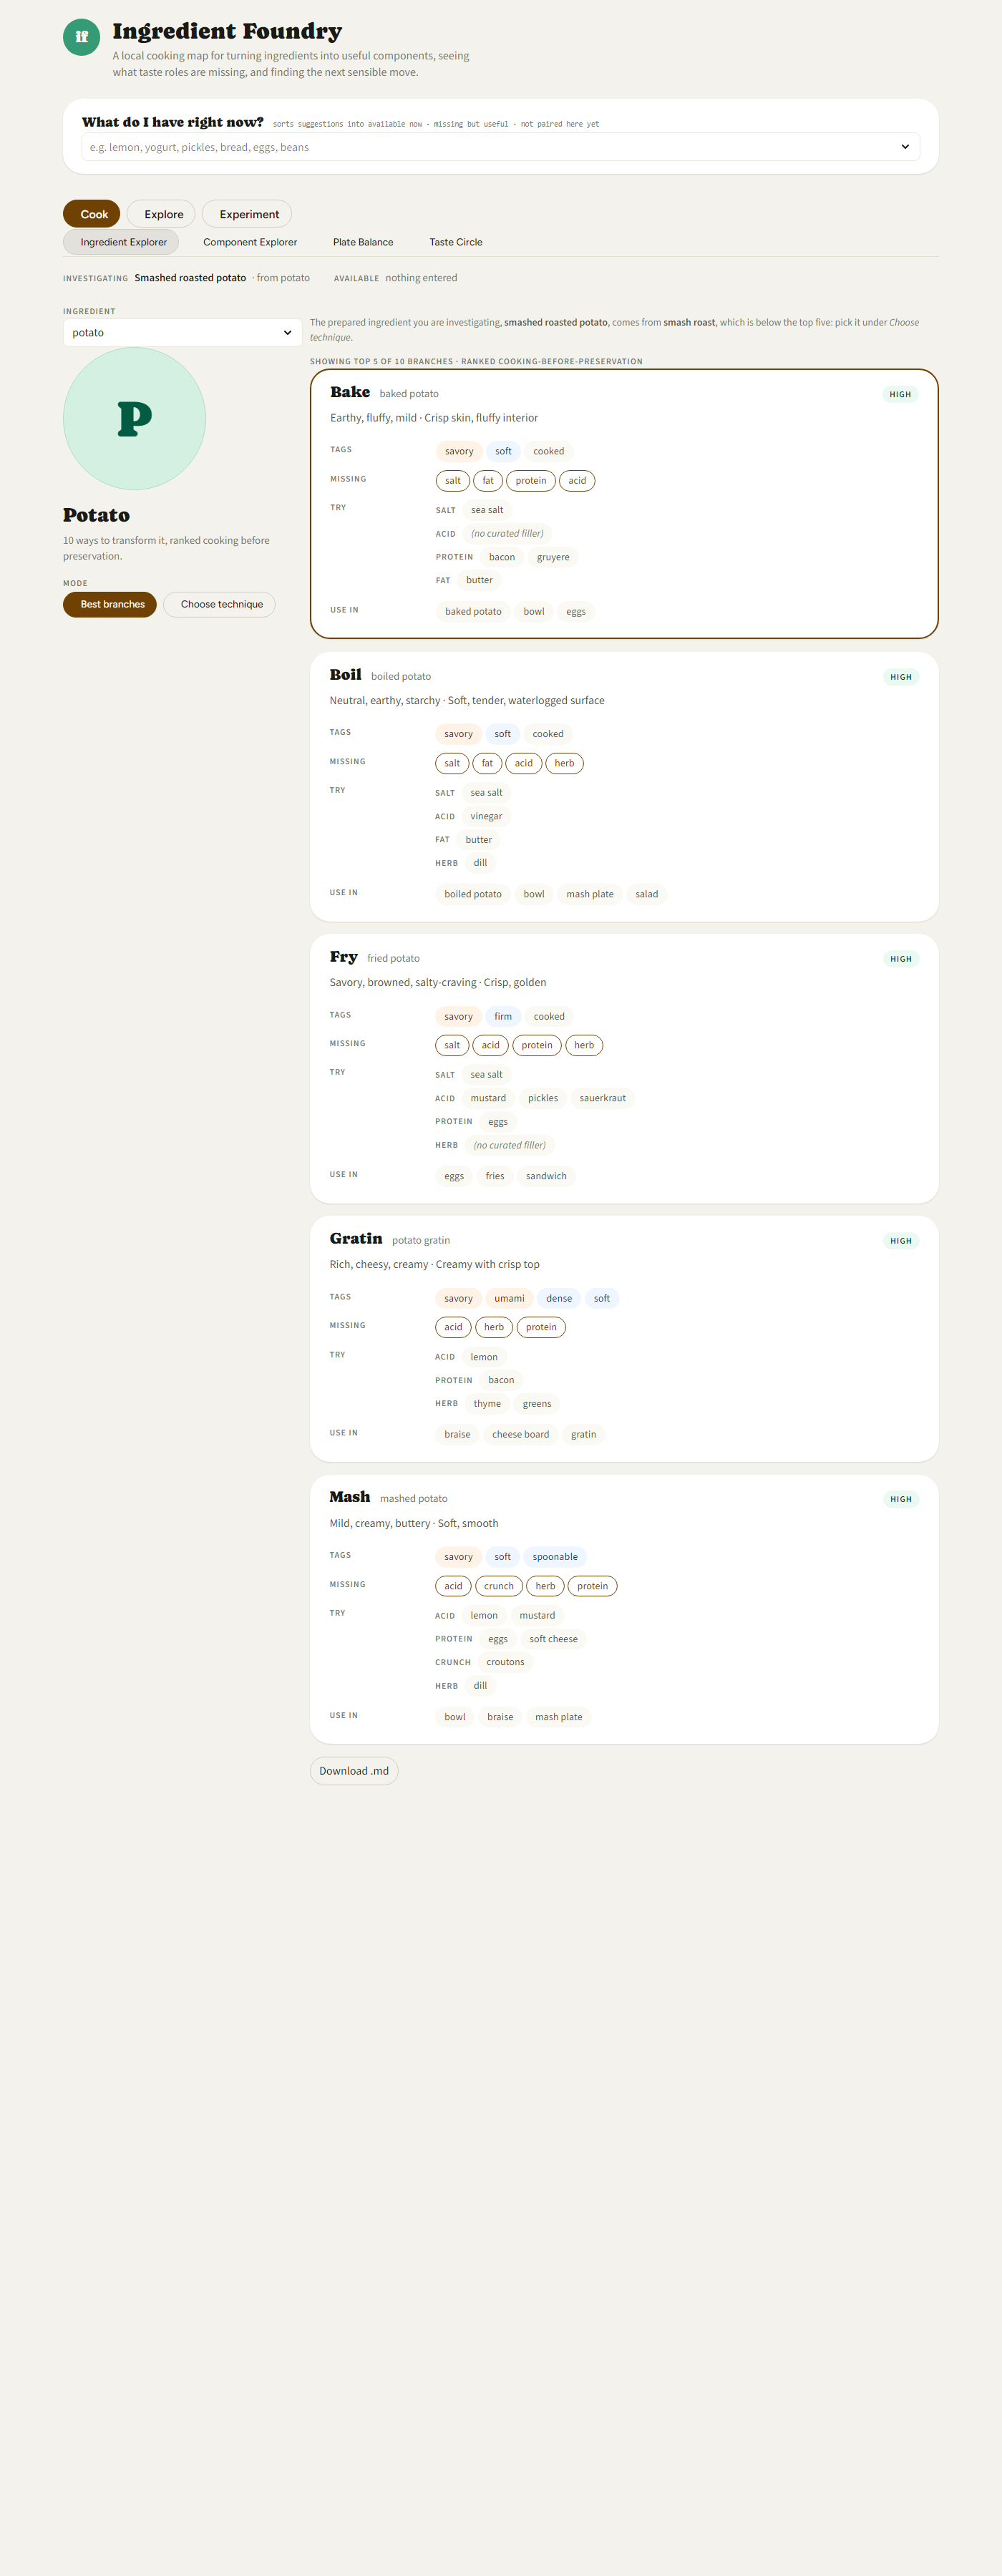 if
Ingredient Foundry
A local cooking map for turning ingredients into useful components, seeing
what taste roles are missing, and finding the next sensible move.
What do I have right now? sorts suggestions into available now · missing but useful · not paired here yet
e.g. lemon, yogurt, pickles, bread, eggs, beans
Cook Explore Experiment
Ingredient Explorer Component Explorer Plate Balance Taste Circle
INVESTIGATING Smashed roasted potato · from potato AVAILABLE nothing entered
INGREDIENT
potato
P
Potato
10 ways to transform it, ranked cooking before
preservation.
MODE
Best branches Choose technique
The prepared ingredient you are investigating, smashed roasted potato, comes from smash roast, which is below the top five: pick it under Choose
technique.
SHOWING TOP 5 OF 10 BRANCHES · RANKED COOKING-BEFORE-PRESERVATION
Bake baked potato HIGH
Earthy, fluffy, mild · Crisp skin, fluffy interior
TAGS savory soft cooked
MISSING salt fat protein acid
TRY SALT sea salt
ACID (no curated filler)
PROTEIN bacon gruyere
FAT butter
USE IN baked potato bowl eggs
Boil boiled potato HIGH
Neutral, earthy, starchy · Soft, tender, waterlogged surface
TAGS savory soft cooked
MISSING salt fat acid herb
TRY SALT sea salt
ACID vinegar
FAT butter
HERB dill
USE IN boiled potato bowl mash plate salad
Fry fried potato HIGH
Savory, browned, salty-craving · Crisp, golden
TAGS savory firm cooked
MISSING salt acid protein herb
TRY SALT sea salt
ACID mustard pickles sauerkraut
PROTEIN eggs
HERB (no curated filler)
USE IN eggs fries sandwich
Gratin potato gratin HIGH
Rich, cheesy, creamy · Creamy with crisp top
TAGS savory umami dense soft
MISSING acid herb protein
TRY ACID lemon
PROTEIN bacon
HERB thyme greens
USE IN braise cheese board gratin
Mash mashed potato HIGH
Mild, creamy, buttery · Soft, smooth
TAGS savory soft spoonable
MISSING acid crunch herb protein
TRY ACID lemon mustard
PROTEIN eggs soft cheese
CRUNCH croutons
HERB dill
USE IN bowl braise mash plate
Download .md